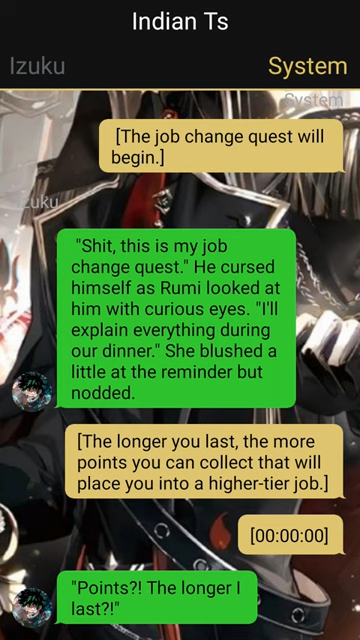 Indian Ts
Izuku
System
System
[The job change quest will
begin.]
zuku
"Shit, this is my job
change quest." He cursed
himself as Rumi looked at
him with curious eyes. "I'll
explain everything during
our dinner." She blushed a
little at the reminder but
nodded.
[The longer you last, the more
points you can collect that will
place you into a higher-tier job.]
[00:00:00]
"Points?! The longer I
last?!"